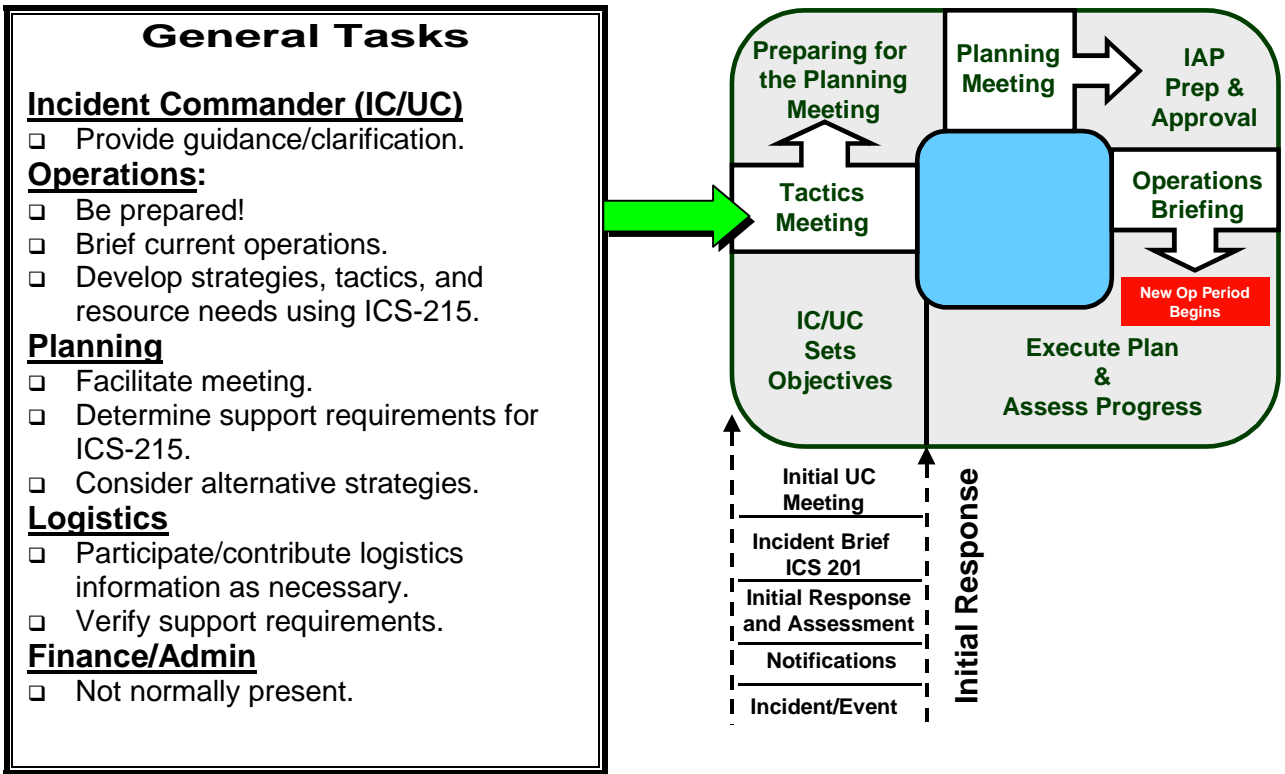 General Tasks
Incident Commander (IC/UC)
❑ Provide guidance/clarification.
Operations:
❑ Be prepared!
❑ Brief current operations.
❑ Develop strategies, tactics, and
resource needs using ICS-215.
Planning
❑ Facilitate meeting.
❑ Determine support requirements for
ICS-215.
❑ Consider alternative strategies.
Logistics
❑ Participate/contribute logistics
information as necessary.
❑ Verify support requirements.
Finance/Admin
❑ Not normally present.
Preparing for
the Planning
Meeting
Planning
Meeting
IAP
Prep &
Approval
Tactics
Meeting
Operations
Briefing
New Op Period
Begins
IC/UC
Sets
Objectives
Execute Plan
&
Assess Progress
Initial UC
Meeting
Incident Brief
ICS 201
Initial Response
and Assessment
Notifications
Incident/Event
Initial Response